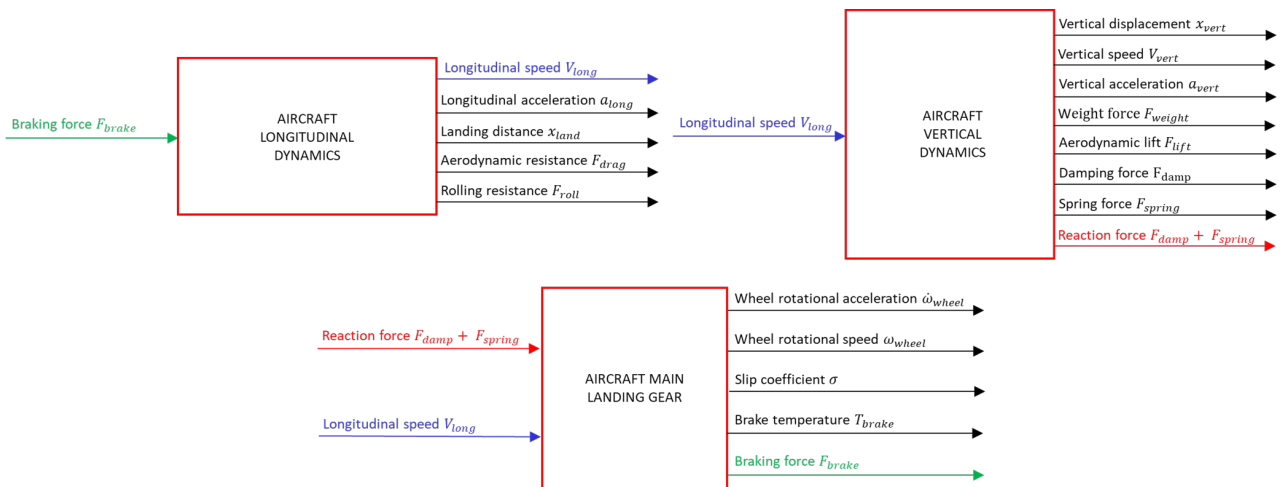 Braking force F_brake
AIRCRAFT
LONGITUDINAL
DYNAMICS
Longitudinal speed V_long
Longitudinal acceleration a_long
Landing distance x_land
Aerodynamic resistance F_drag
Rolling resistance F_roll
Longitudinal speed V_long
AIRCRAFT
VERTICAL
DYNAMICS
Vertical displacement x_vert
Vertical speed V_vert
Vertical acceleration a_vert
Weight force F_weight
Aerodynamic lift F_lift
Damping force F_damp
Spring force F_spring
Reaction force F_damp + F_spring
Reaction force F_damp + F_spring
Longitudinal speed V_long
AIRCRAFT MAIN
LANDING GEAR
Wheel rotational acceleration ω̇_wheel
Wheel rotational speed ω_wheel
Slip coefficient σ
Brake temperature T_brake
Braking force F_brake